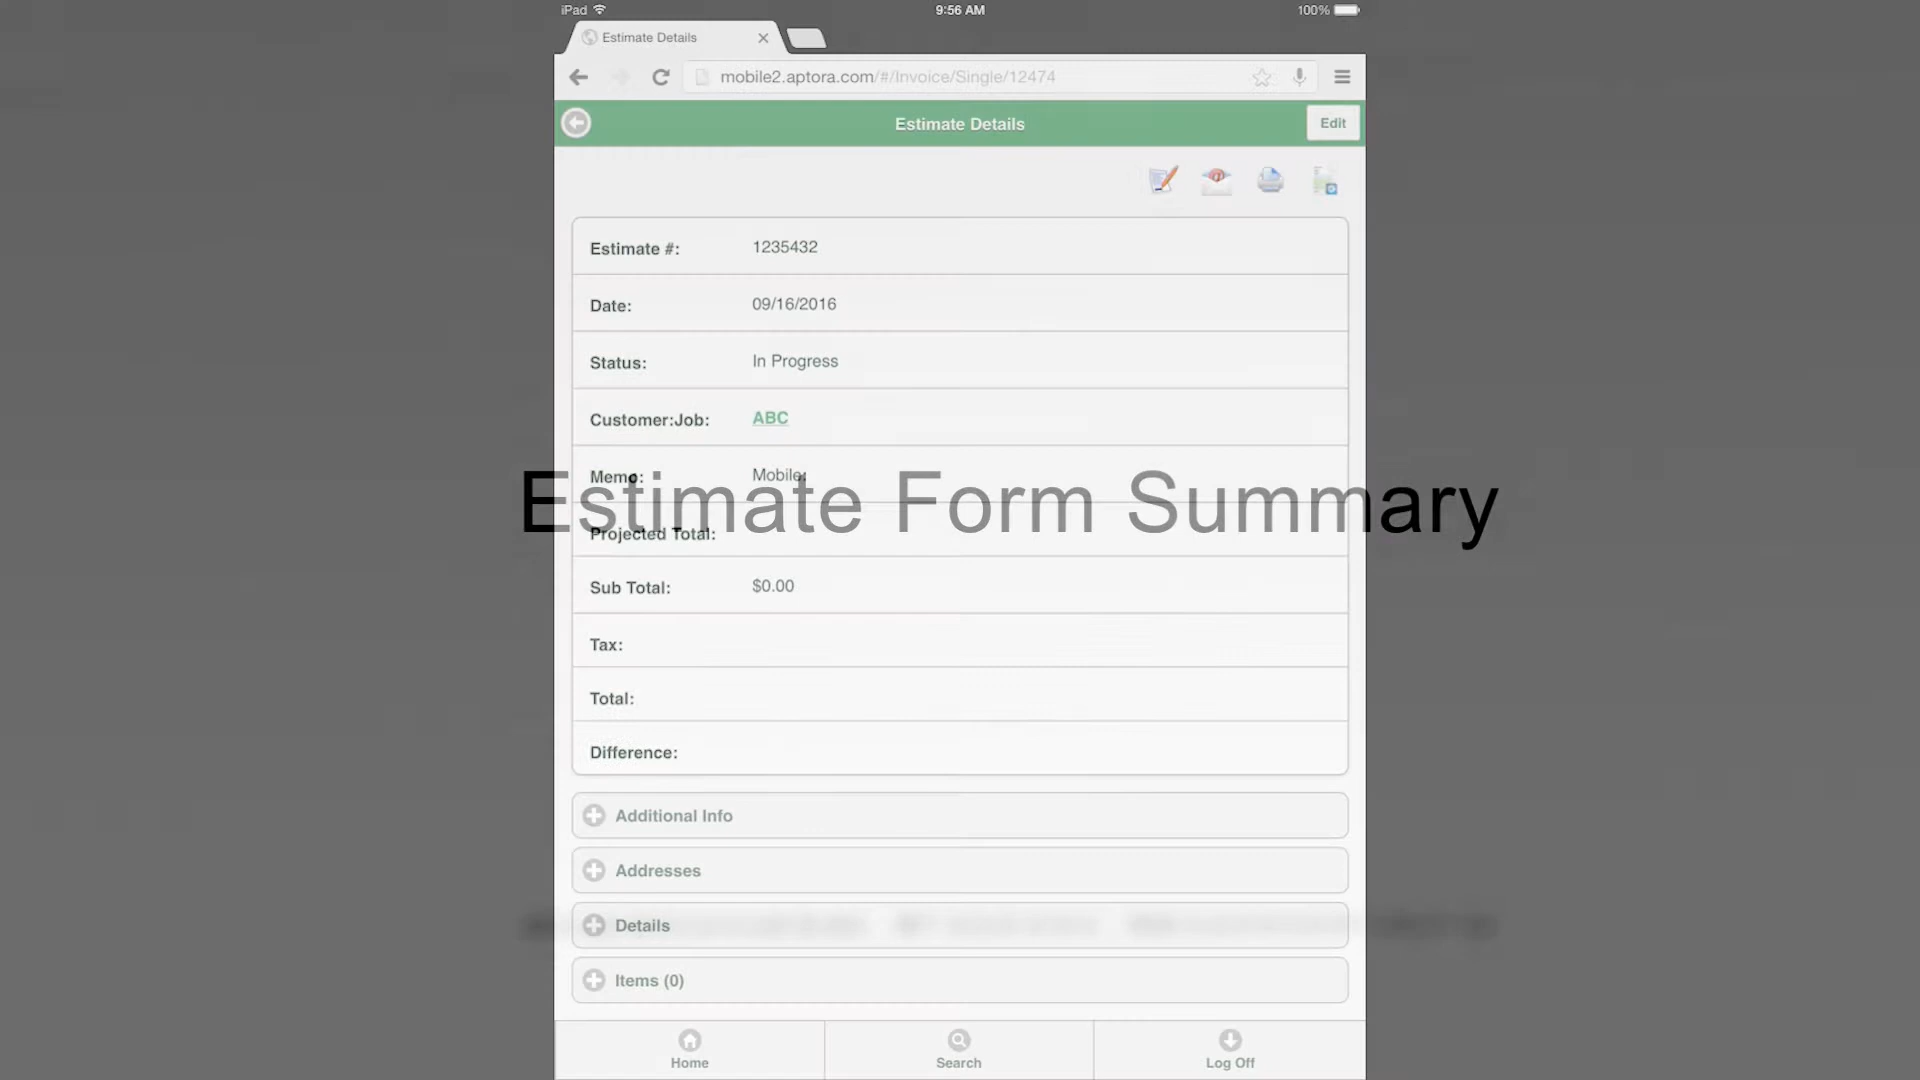 iPad 9:56 AM 100%
Estimate Details
mobile2.aptora.com/#/Invoice/Single/12474
Estimate Details Edit
Estimate #: 1235432
Date: 09/16/2016
Status: In Progress
Customer:Job: ABC
Memo: Mobile:
Estimate Form Summary
Projected Total:
Sub Total: $0.00
Tax:
Total:
Difference:
Additional Info
Addresses
Details
Items (0)
Home Search Log Off